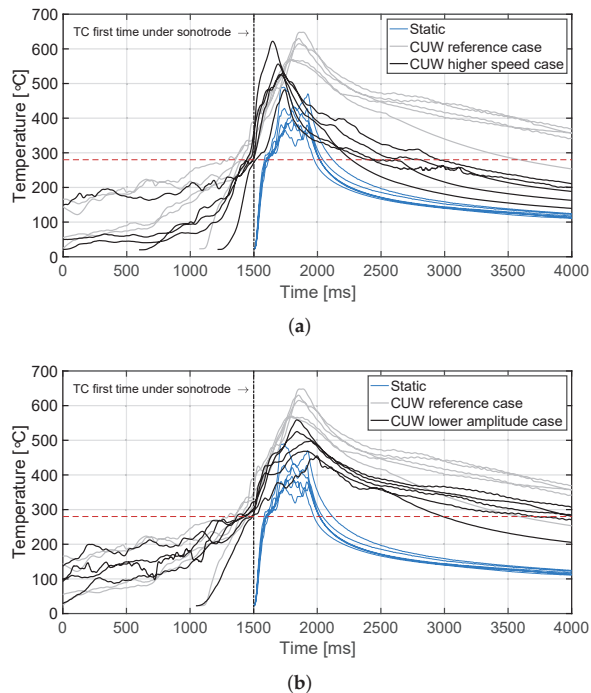 700
600
500
400
300
200
100
0
Temperature [°C]
TC first time under sonotrode →
Static
CUW reference case
CUW higher speed case
0 500 1000 1500 2000 2500 3000 3500 4000
Time [ms]
(a)
700
600
500
400
300
200
100
0
Temperature [°C]
TC first time under sonotrode →
Static
CUW reference case
CUW lower amplitude case
0 500 1000 1500 2000 2500 3000 3500 4000
Time [ms]
(b)